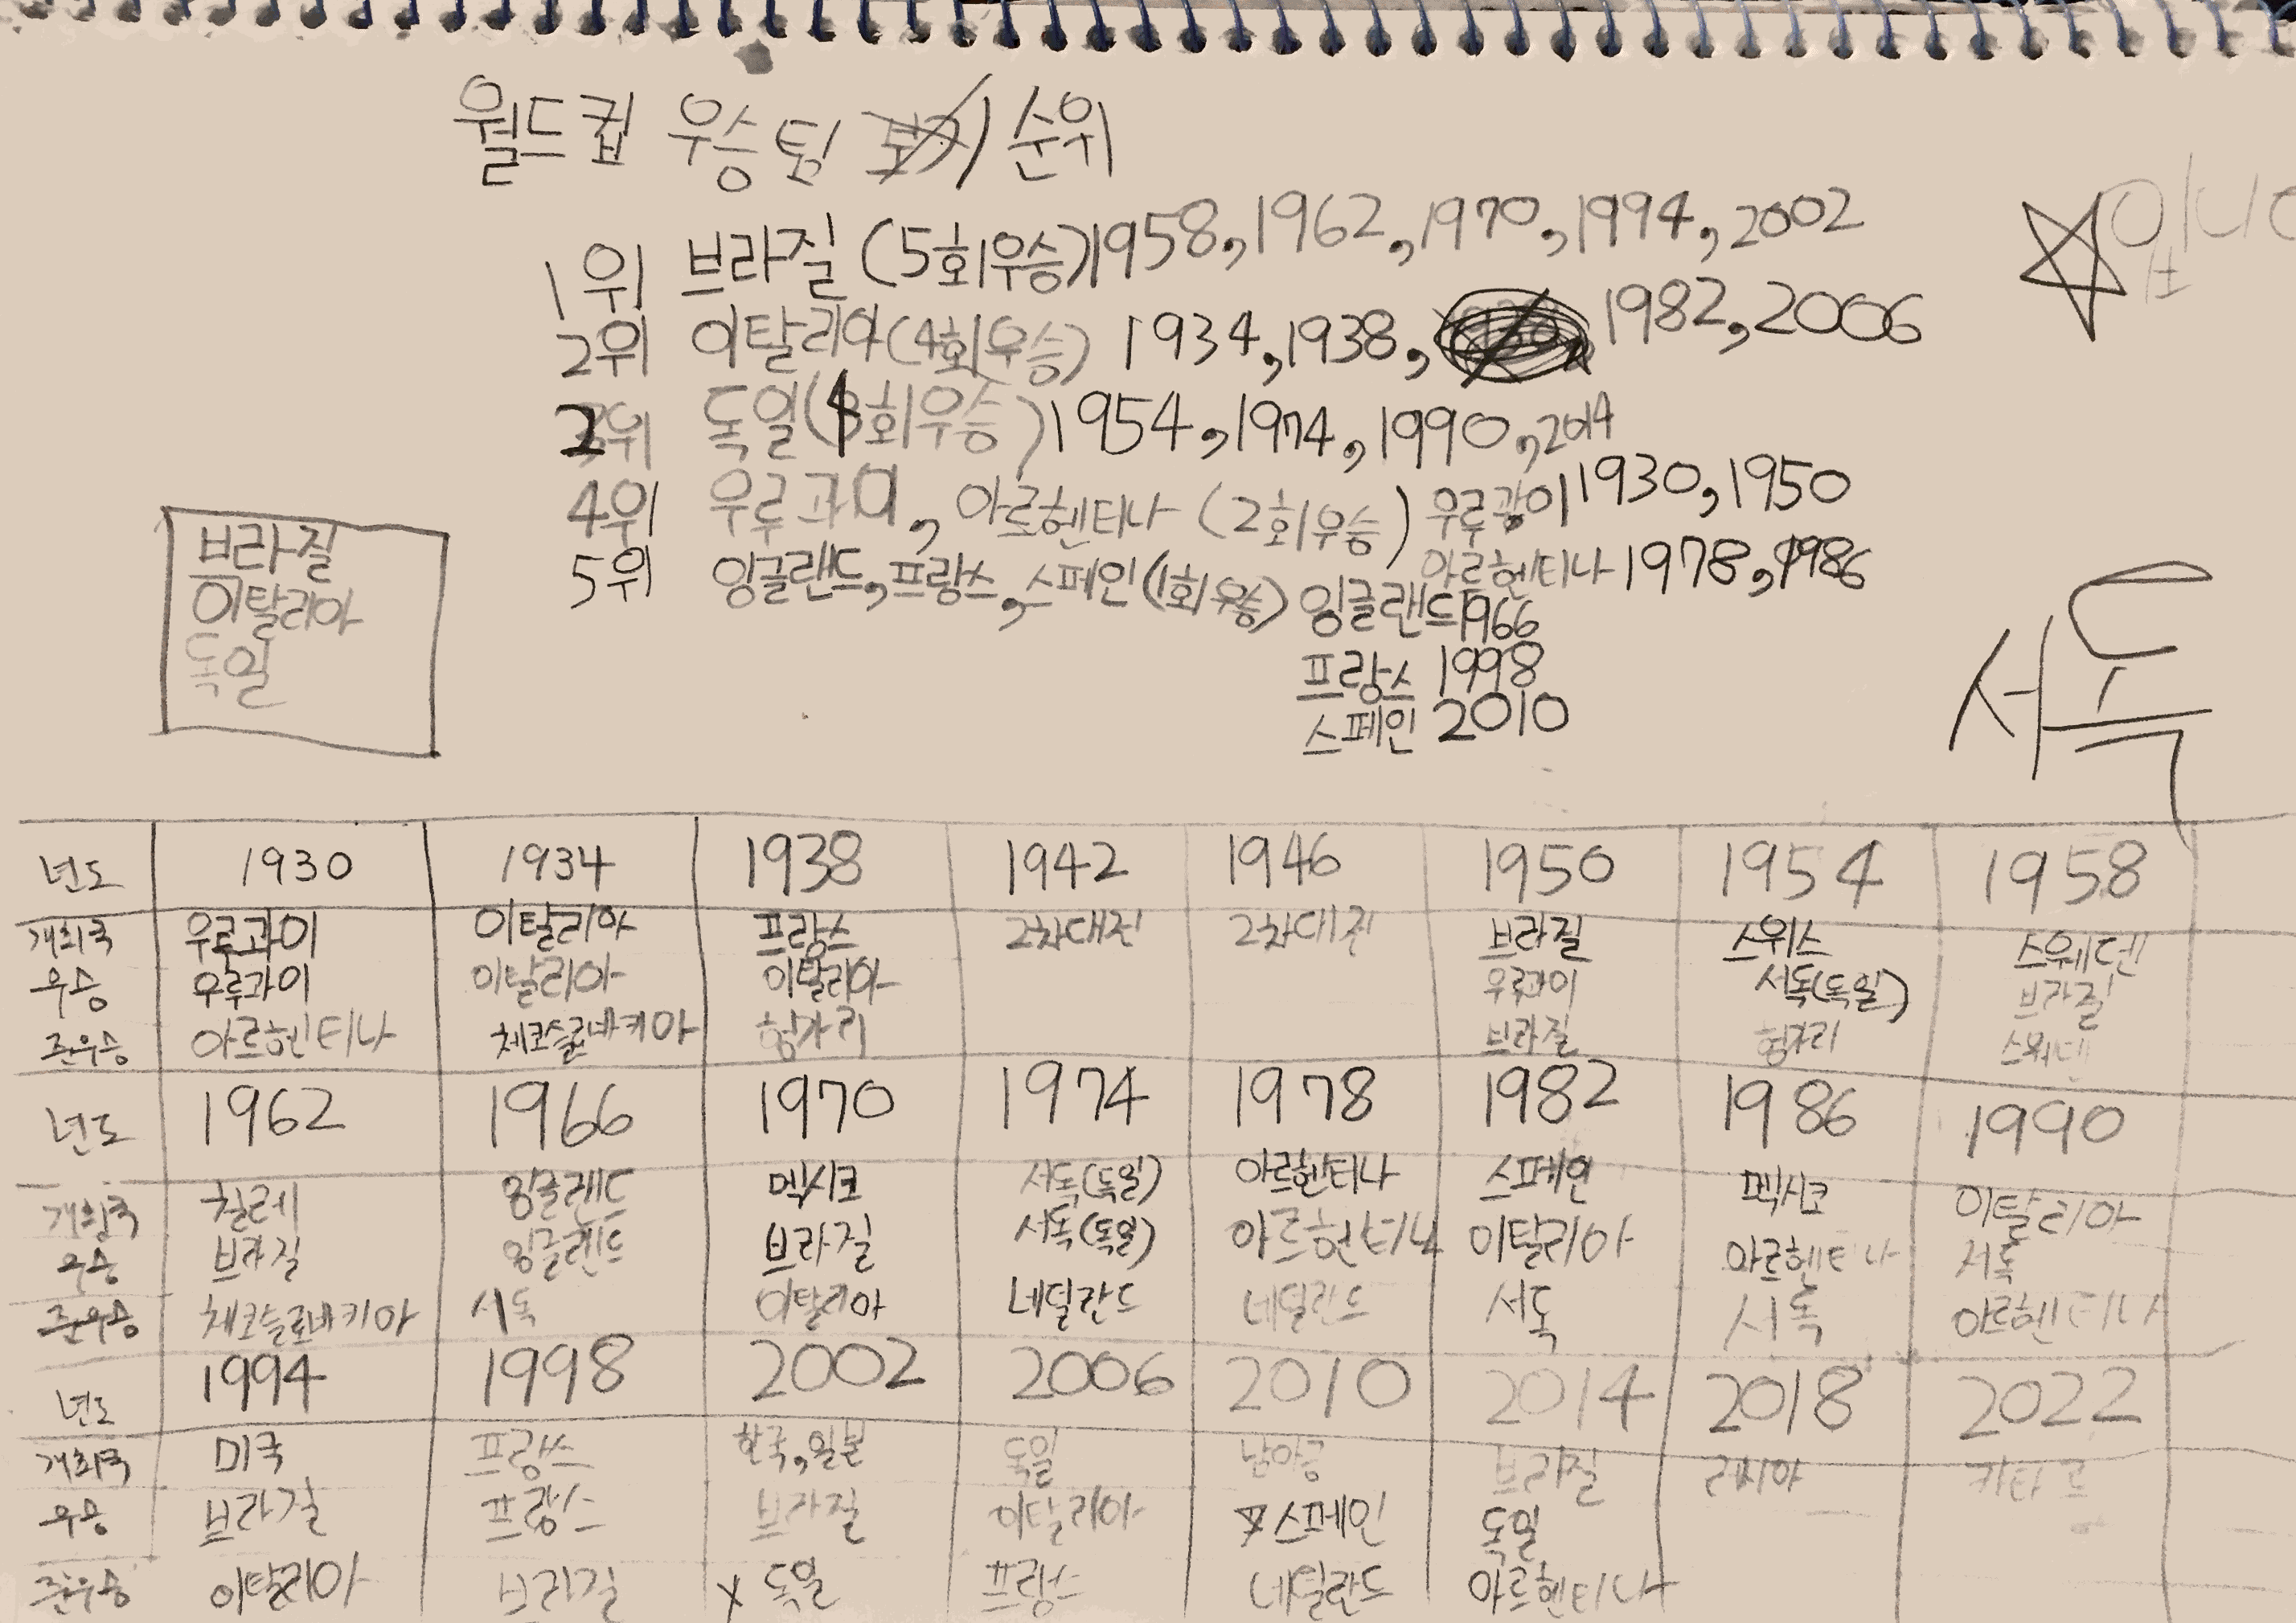 월드컵 우승 팀 순위
1위 브라질 (5회우승) 1958, 1962, 1970, 1994, 2002
2위 이탈리아 (4회우승) 1934, 1938, 1982, 2006
2위 독일 (4회우승) 1954, 1974, 1990, 2014
4위 우루과이, 아르헨티나 (2회우승) 우루광이 1930, 1950
아르헨티나 1978, 1986
5위 잉글랜드, 프랑스, 스페인 (1회우승) 잉글랜드 1966
프랑스 1998
스페인 2010
브라질
이탈리아
독일
서독
년도 1930 1934 1938 1942 1946 1950 1954 1958
개최국 우루과이 이탈리아 프랑스 2차대전 2차대전 브라질 스위스 스웨덴
우승 우루과이 이탈리아 이탈리아 우루과이 서독(독일) 브라질
준우승 아르헨티나 체코슬로바키아 헝가리 브라질 헝가리 스웨덴
년도 1962 1966 1970 1974 1978 1982 1986 1990
개최국 칠레 잉글랜드 멕시코 서독(독일) 아르헨티나 스페인 멕시코 이탈리아
우승 브라질 잉글랜드 브라질 서독(독일) 아르헨티나 이탈리아 아르헨티나 서독
준우승 체코슬로바키아 서독 이탈리아 네덜란드 네덜란드 서독 서독 아르헨티나
년도 1994 1998 2002 2006 2010 2014 2018 2022
개최국 미국 프랑스 한국, 일본 독일 남아공 브라질 러시아 카타르
우승 브라질 프랑스 브라질 이탈리아 스페인 독일
준우승 이탈리아 브라질 독일 프랑스 네덜란드 아르헨티나